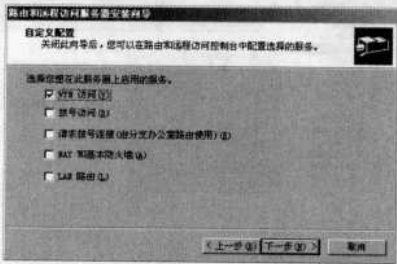 路由和远程访问服务器安装向导
自定义配置
关闭此向导后，您可以在路由和远程访问控制台中配置选择的服务。
选择您想在此服务器上启用的服务。
VPN 访问(V)
拨号访问(D)
请求拨号连接(由分支办公室路由使用)(E)
NAT 和基本防火墙(A)
LAN 路由(L)
<上一步(B) 下一步(N) > 取消